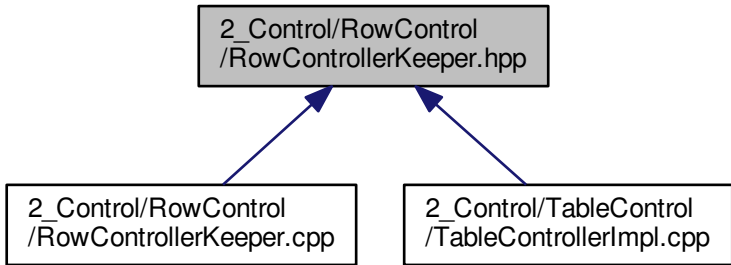 2_Control/RowControl
/RowControllerKeeper.hpp
2_Control/RowControl
/RowControllerKeeper.cpp
2_Control/TableControl
/TableControllerImpl.cpp